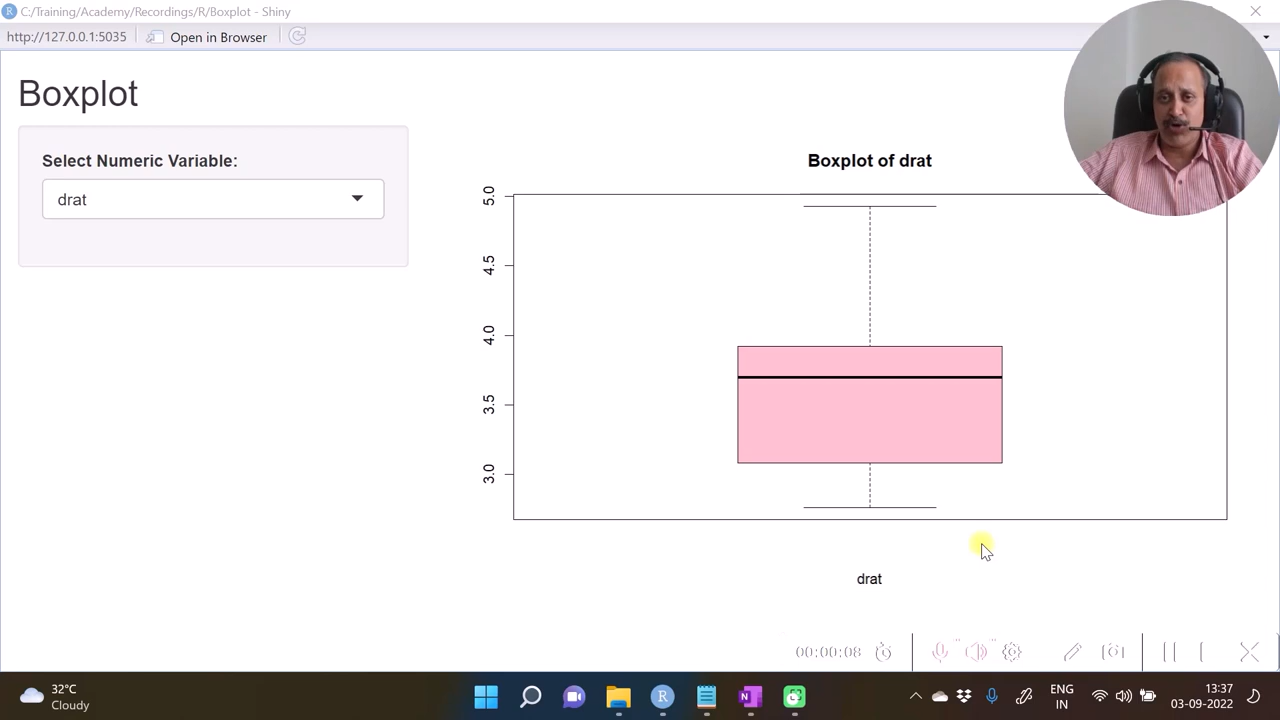 C:/Training/Academy/Recordings/R/Boxplot - Shiny
http://127.0.0.1:5035
Open in Browser
Boxplot
Select Numeric Variable:
drat
Boxplot of drat
5.0
4.5
4.0
3.5
3.0
drat
00:00:08
32°C
Cloudy
ENG
IN
13:37
03-09-2022